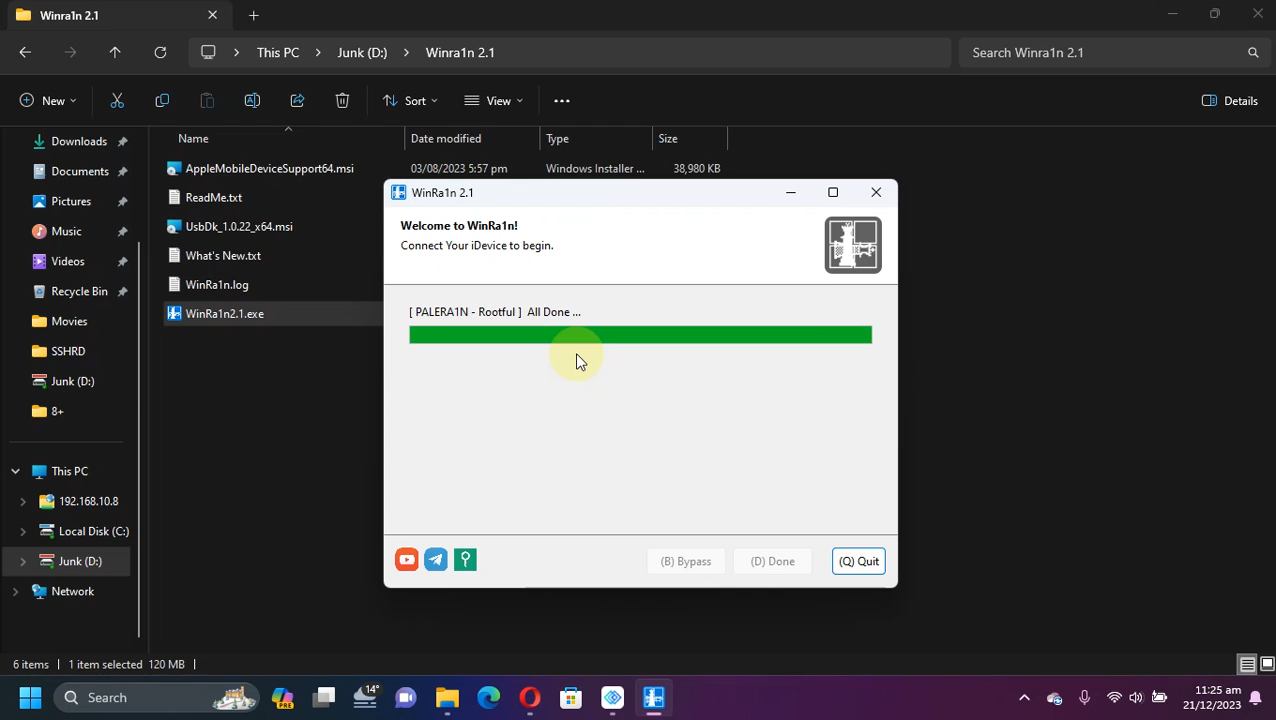 Winra1n 2.1
This PC > Junk (D:) > Winra1n 2.1
Search Winra1n 2.1
New
Sort
View
Details
Name
Date modified
Type
Size
Downloads
Documents
Pictures
Music
Videos
Recycle Bin
Movies
SSHRD
Junk (D:)
8+
This PC
192.168.10.8
Local Disk (C:)
Junk (D:)
Network
AppleMobileDeviceSupport64.msi 03/08/2023 5:57 pm Windows Installer ... 38,980 KB
ReadMe.txt
UsbDk_1.0.22_x64.msi
What's New.txt
WinRa1n.log
WinRa1n2.1.exe
WinRa1n 2.1
Welcome to WinRa1n!
Connect Your iDevice to begin.
[ PALERA1N - Rootful ] All Done ...
(B) Bypass
(D) Done
(Q) Quit
6 items
1 item selected 120 MB
Search
PRE
14°
11:25 am
21/12/2023